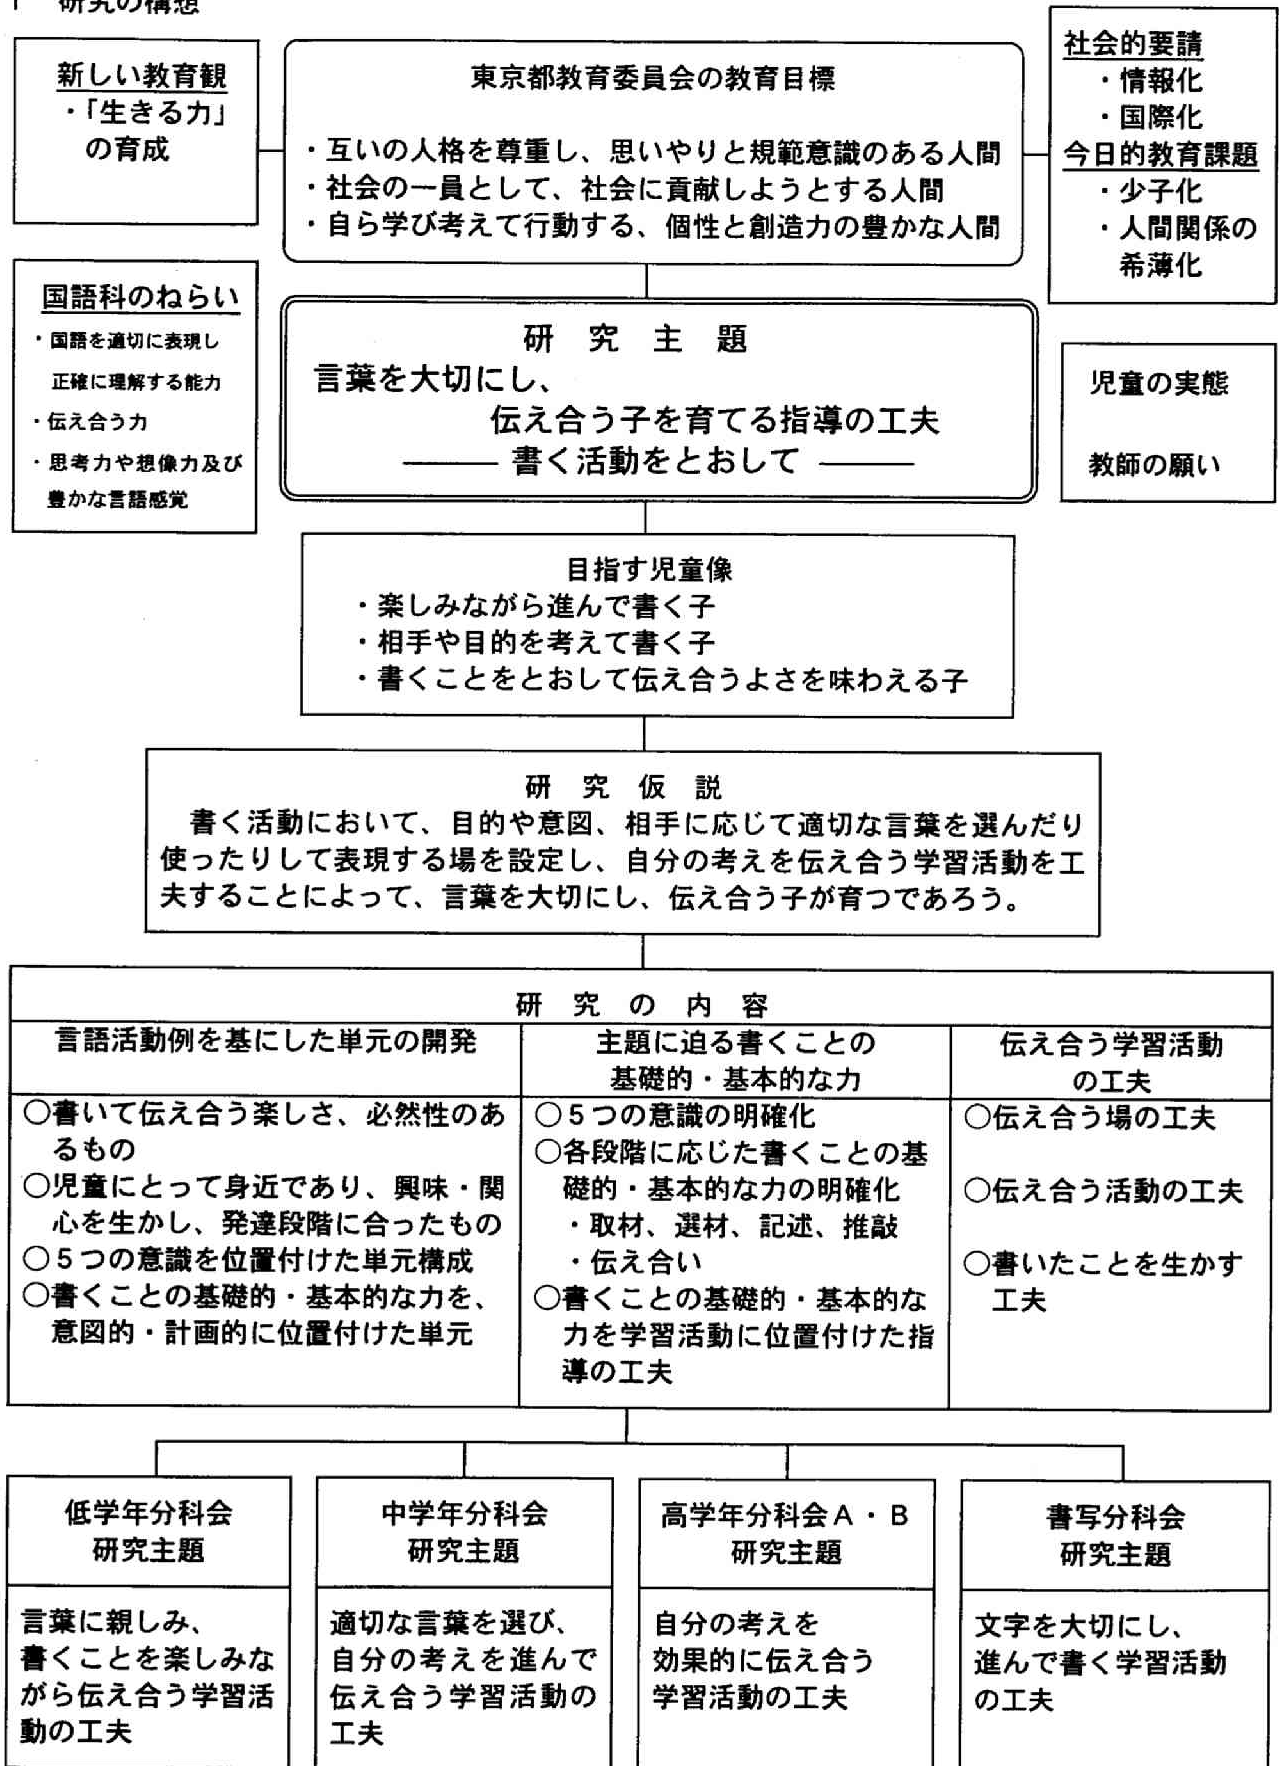 研究の構想
新しい教育観
・「生きる力」
の育成
東京都教育委員会の教育目標
・互いの人格を尊重し、思いやりと規範意識のある人間
・社会の一員として、社会に貢献しようとする人間
・自ら学び考えて行動する、個性と創造力の豊かな人間
社会的要請
・情報化
・国際化
今日的教育課題
・少子化
・人間関係の
希薄化
国語科のねらい
・国語を適切に表現し
正確に理解する能力
・伝え合う力
・思考力や想像力及び
豊かな言語感覚
研 究 主 題
言葉を大切にし、
伝え合う子を育てる指導の工夫
―― 書く活動をとおして ――
児童の実態
教師の願い
目指す児童像
・楽しみながら進んで書く子
・相手や目的を考えて書く子
・書くことをとおして伝え合うよさを味わえる子
研 究 仮 説
書く活動において、目的や意図、相手に応じて適切な言葉を選んだり
使ったりして表現する場を設定し、自分の考えを伝え合う学習活動を工
夫することによって、言葉を大切にし、伝え合う子が育つであろう。
研 究 の 内 容
言語活動例を基にした単元の開発
○書いて伝え合う楽しさ、必然性のあ
るもの
○児童にとって身近であり、興味・関
心を生かし、発達段階に合ったもの
○５つの意識を位置付けた単元構成
○書くことの基礎的・基本的な力を、
意図的・計画的に位置付けた単元
主題に迫る書くことの
基礎的・基本的な力
○５つの意識の明確化
○各段階に応じた書くことの基
礎的・基本的な力の明確化
・取材、選材、記述、推敲
・伝え合い
○書くことの基礎的・基本的な
力を学習活動に位置付けた指
導の工夫
伝え合う学習活動
の工夫
○伝え合う場の工夫
○伝え合う活動の工夫
○書いたことを生かす
工夫
低学年分科会
研究主題
言葉に親しみ、
書くことを楽しみな
がら伝え合う学習活
動の工夫
中学年分科会
研究主題
適切な言葉を選び、
自分の考えを進んで
伝え合う学習活動の
工夫
高学年分科会Ａ・Ｂ
研究主題
自分の考えを
効果的に伝え合う
学習活動の工夫
書写分科会
研究主題
文字を大切にし、
進んで書く学習活動
の工夫